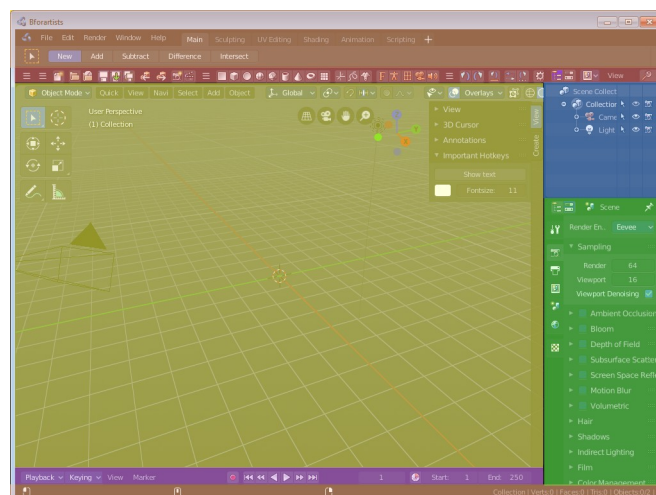 Bforartists
File Edit Render Window Help Main Sculpting UV Editing Shading Animation Scripting
New Add Subtract Difference Intersect
View
Object Mode Quick View Navi Select Add Object Global Overlays
User Perspective
(1) Collection
View
3D Cursor
Annotations
Important Hotkeys
Show text
Fontsize: 11
View
Create
Scene Collect
Collection
Came
Light
Scene
Render En.. Eevee
Sampling
Render 64
Viewport 16
Viewport Denoising
Ambient Occlusion
Bloom
Depth of Field
Subsurface Scatter
Screen Space Refle
Motion Blur
Volumetric
Hair
Shadows
Indirect Lighting
Film
Color Management
Playback Keying View Marker 1 Start: 1 End: 250
Collection | Verts:0 | Faces:0 | Tris:0 | Objects:0/2